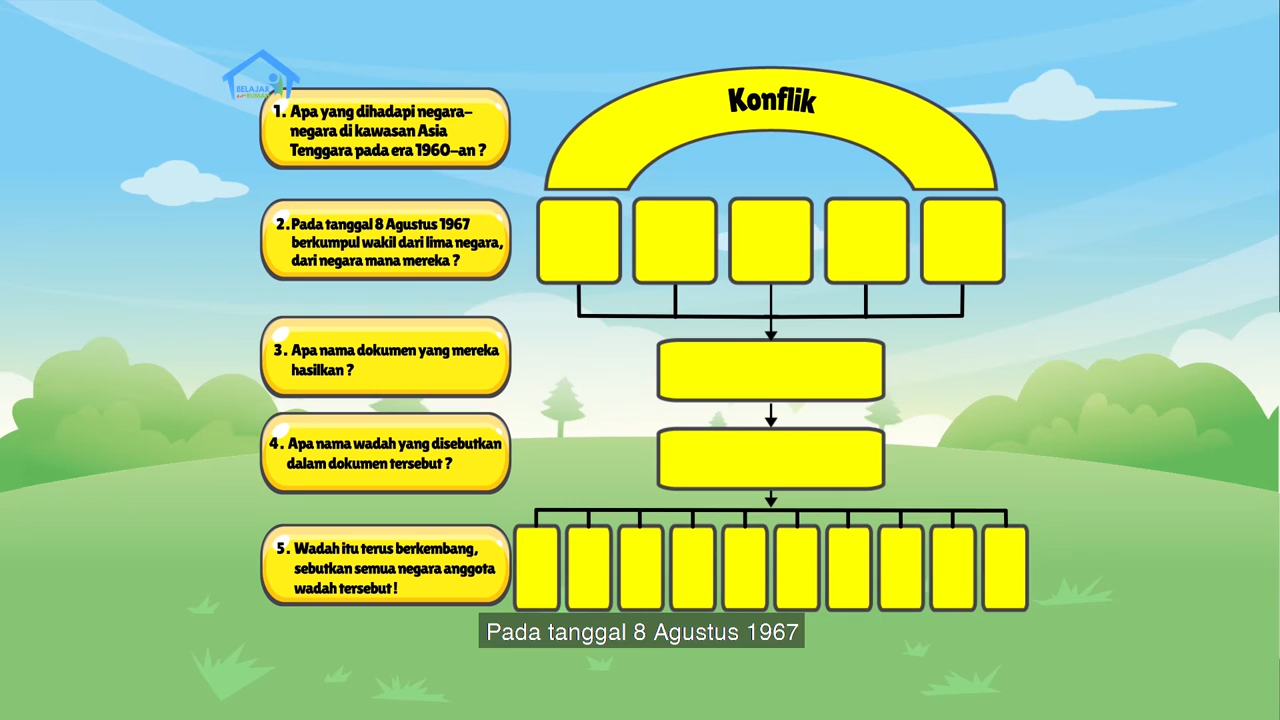 BELAJAR
dari RUMAH
1. Apa yang dihadapi negara-
negara di kawasan Asia
Tenggara pada era 1960-an ?
Konflik
2. Pada tanggal 8 Agustus 1967
berkumpul wakil dari lima negara,
dari negara mana mereka ?
3. Apa nama dokumen yang mereka
hasilkan ?
4. Apa nama wadah yang disebutkan
dalam dokumen tersebut ?
5. Wadah itu terus berkembang,
sebutkan semua negara anggota
wadah tersebut !
Pada tanggal 8 Agustus 1967